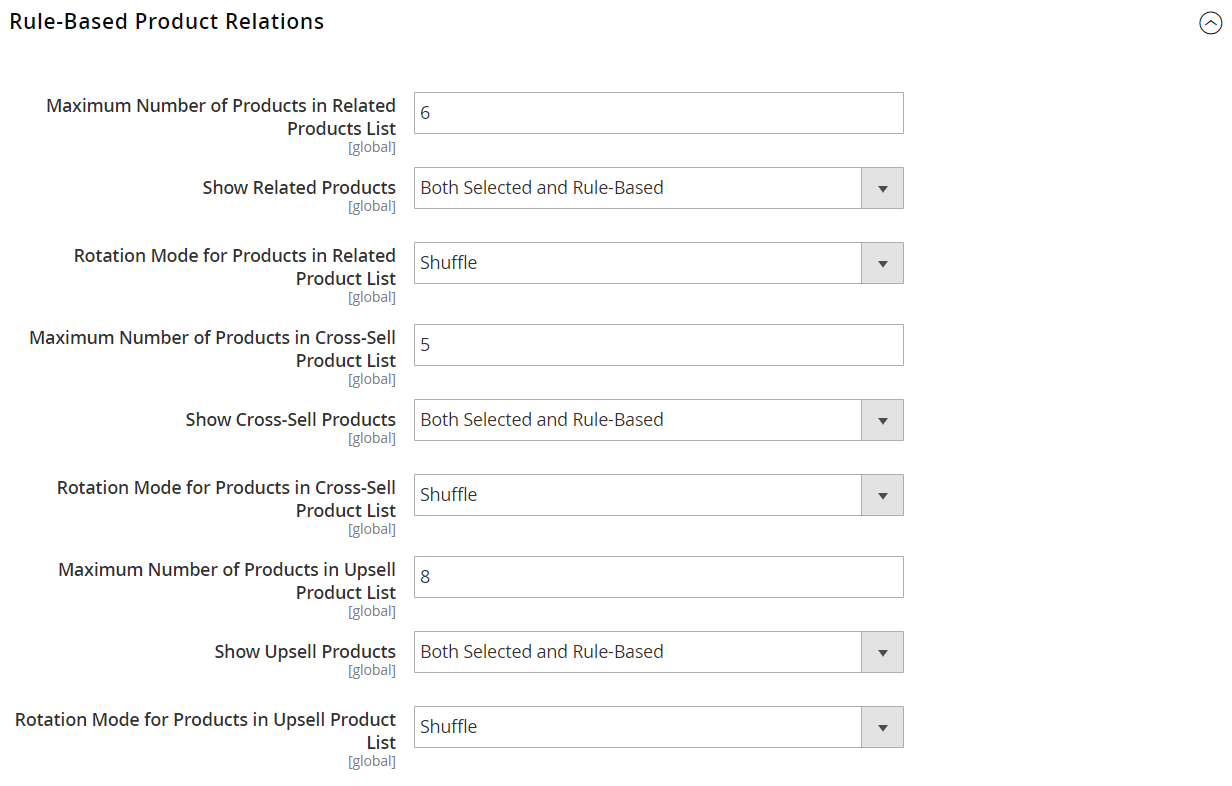 Rule-Based Product Relations
Maximum Number of Products in Related
Products List
[global]
6
Show Related Products
[global]
Both Selected and Rule-Based
Rotation Mode for Products in Related
Product List
[global]
Shuffle
Maximum Number of Products in Cross-Sell
Product List
[global]
5
Show Cross-Sell Products
[global]
Both Selected and Rule-Based
Rotation Mode for Products in Cross-Sell
Product List
[global]
Shuffle
Maximum Number of Products in Upsell
Product List
[global]
8
Show Upsell Products
[global]
Both Selected and Rule-Based
Rotation Mode for Products in Upsell Product
List
[global]
Shuffle